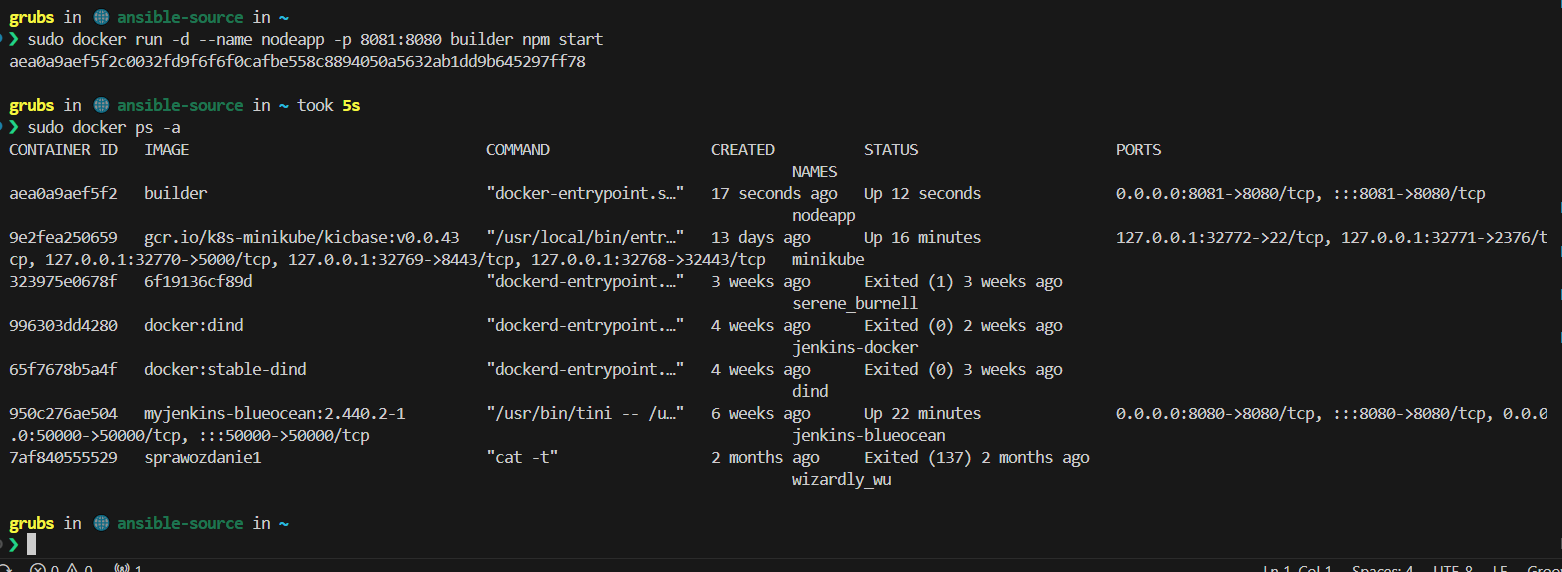 grubs in 🌐 ansible-source in ~
❯ sudo docker run -d --name nodeapp -p 8081:8080 builder npm start
aea0a9aef5f2c0032fd9f6f6f0cafbe558c8894050a5632ab1dd9b645297ff78
grubs in 🌐 ansible-source in ~ took 5s
❯ sudo docker ps -a
CONTAINER ID   IMAGE   COMMAND   CREATED   STATUS   PORTS
NAMES
aea0a9aef5f2   builder   "docker-entrypoint.s…"   17 seconds ago   Up 12 seconds   0.0.0.0:8081->8080/tcp, :::8081->8080/tcp
nodeapp
9e2fea250659   gcr.io/k8s-minikube/kicbase:v0.0.43   "/usr/local/bin/entr…"   13 days ago   Up 16 minutes   127.0.0.1:32772->22/tcp, 127.0.0.1:32771->2376/t
cp, 127.0.0.1:32770->5000/tcp, 127.0.0.1:32769->8443/tcp, 127.0.0.1:32768->32443/tcp   minikube
323975e0678f   6f19136cf89d   "dockerd-entrypoint.…"   3 weeks ago   Exited (1) 3 weeks ago
serene_burnell
996303dd4280   docker:dind   "dockerd-entrypoint.…"   4 weeks ago   Exited (0) 2 weeks ago
jenkins-docker
65f7678b5a4f   docker:stable-dind   "dockerd-entrypoint.…"   4 weeks ago   Exited (0) 3 weeks ago
dind
950c276ae504   myjenkins-blueocean:2.440.2-1   "/usr/bin/tini -- /u…"   6 weeks ago   Up 22 minutes   0.0.0.0:8080->8080/tcp, :::8080->8080/tcp, 0.0.0
.0:50000->50000/tcp, :::50000->50000/tcp   jenkins-blueocean
7af840555529   sprawozdanie1   "cat -t"   2 months ago   Exited (137) 2 months ago
wizardly_wu
grubs in 🌐 ansible-source in ~
❯
0 0 1 Ln 1, Col 1 Spaces: 4 UTF-8 LF